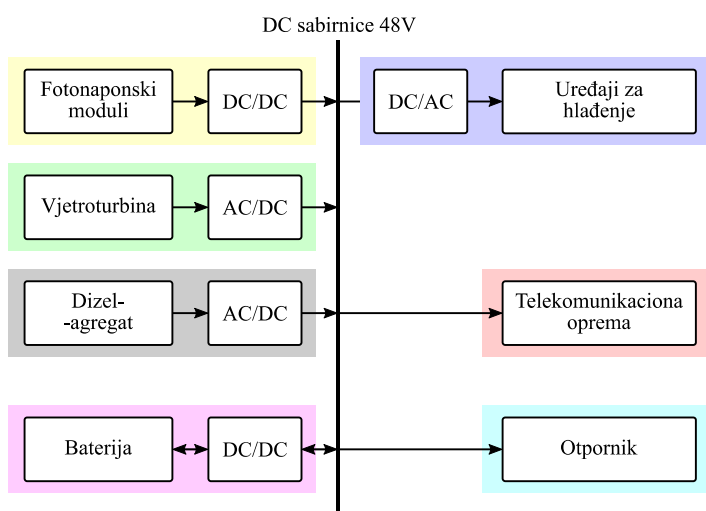 DC sabirnice 48V
Fotonaponski
moduli
DC/DC
DC/AC
Uređaji za
hlađenje
Vjetroturbina
AC/DC
Dizel-
-agregat
AC/DC
Telekomunikaciona
oprema
Baterija
DC/DC
Otpornik